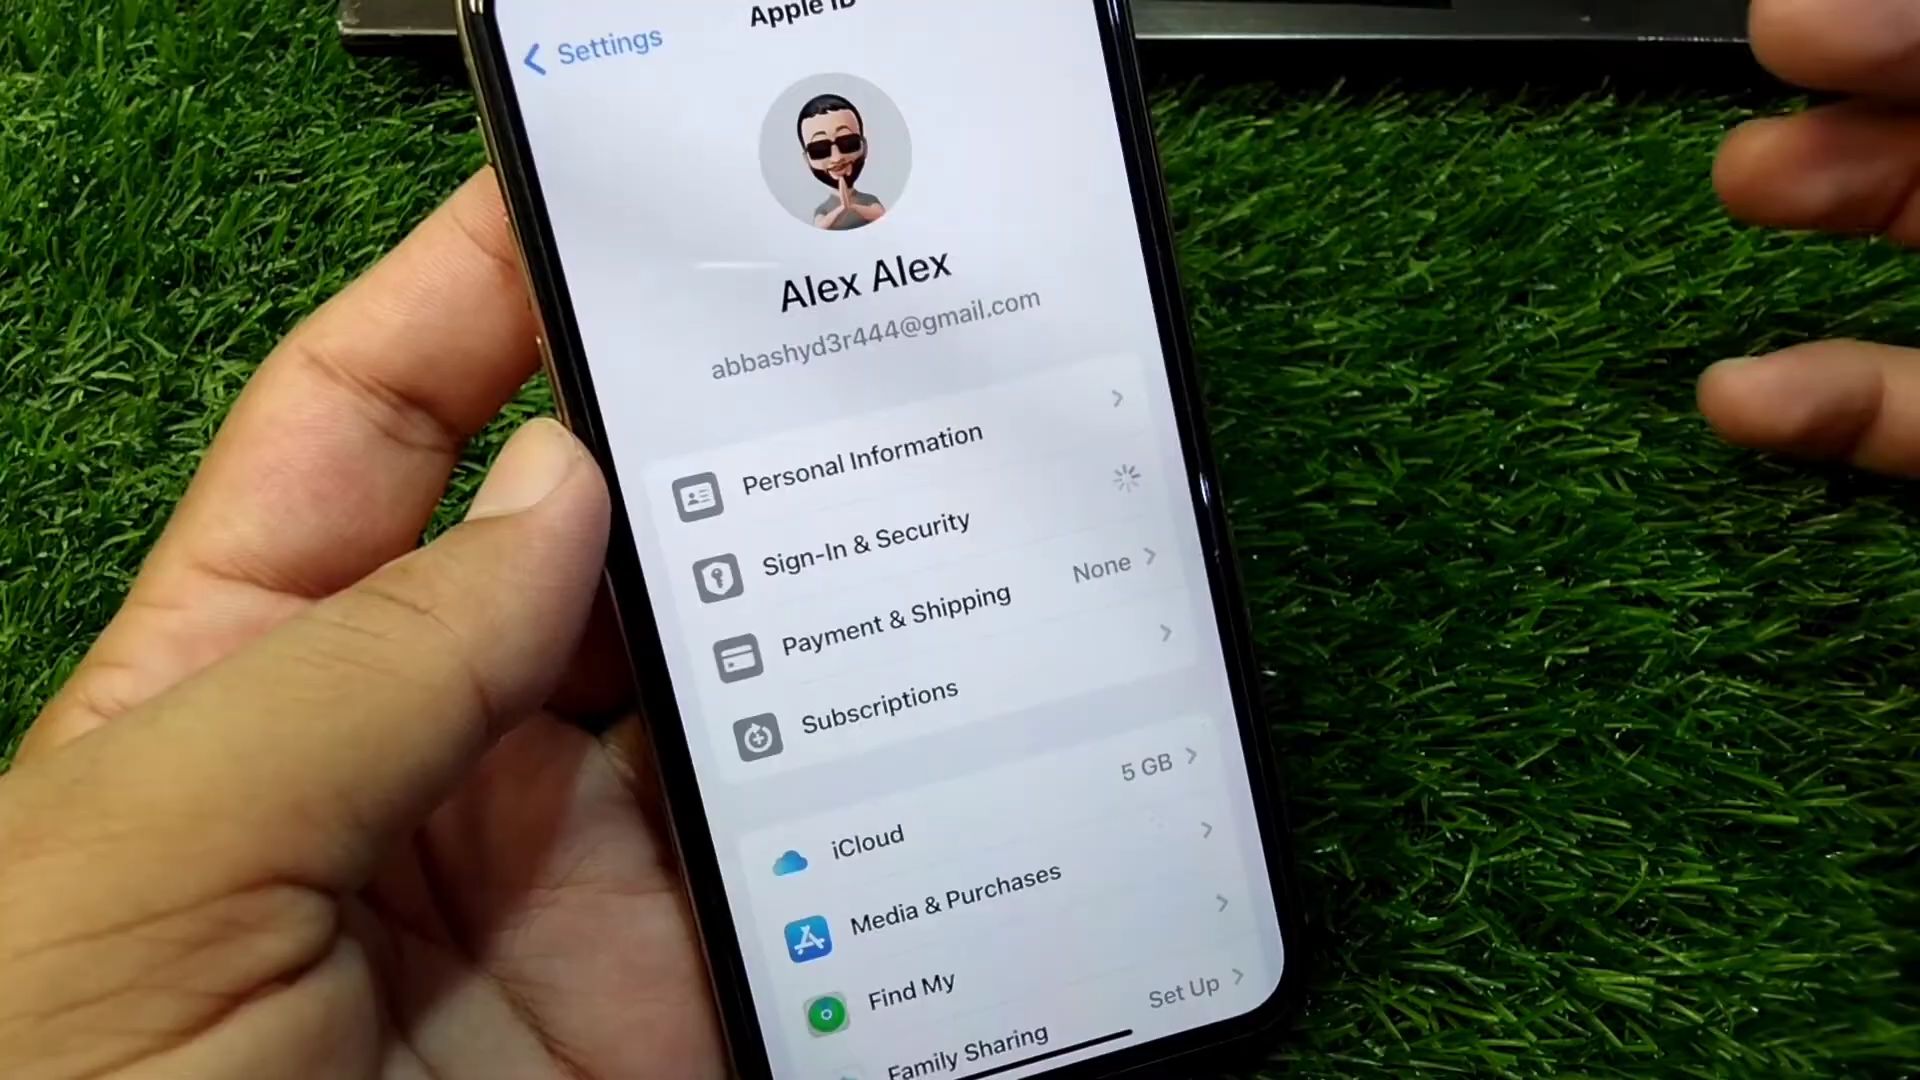 Apple ID
Settings
Alex Alex
abbashyd3r444@gmail.com
Personal Information
Sign-In & Security
Payment & Shipping None
Subscriptions
iCloud 5 GB
Media & Purchases
Find My
Family Sharing Set Up